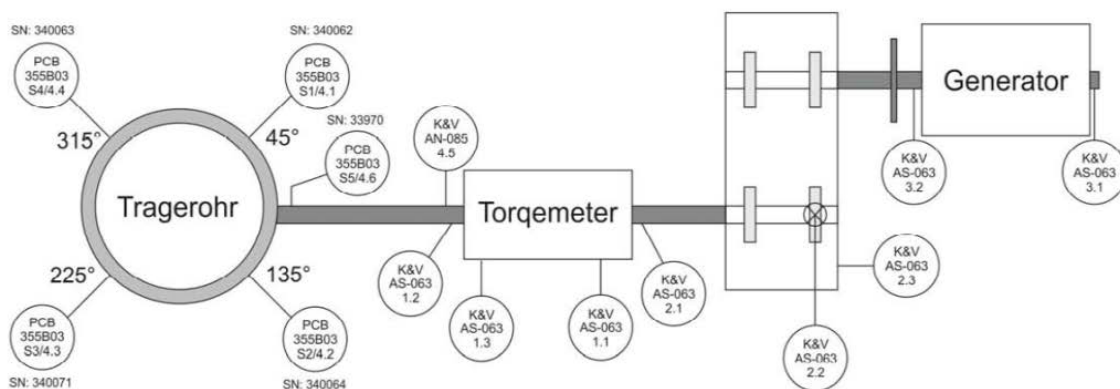 SN: 340063
PCB
355B03
S4/4.4
SN: 340062
PCB
355B03
S1/4.1
315°
45°
SN: 33970
PCB
355B03
S5/4.6
K&V
AN-085
4.5
Tragerohr
Torqemeter
Generator
K&V
AS-063
3.2
K&V
AS-063
3.1
225°
135°
K&V
AS-063
1.2
K&V
AS-063
1.3
K&V
AS-063
1.1
K&V
AS-063
2.1
K&V
AS-063
2.3
K&V
AS-063
2.2
PCB
355B03
S3/4.3
SN: 340071
PCB
355B03
S2/4.2
SN: 340064